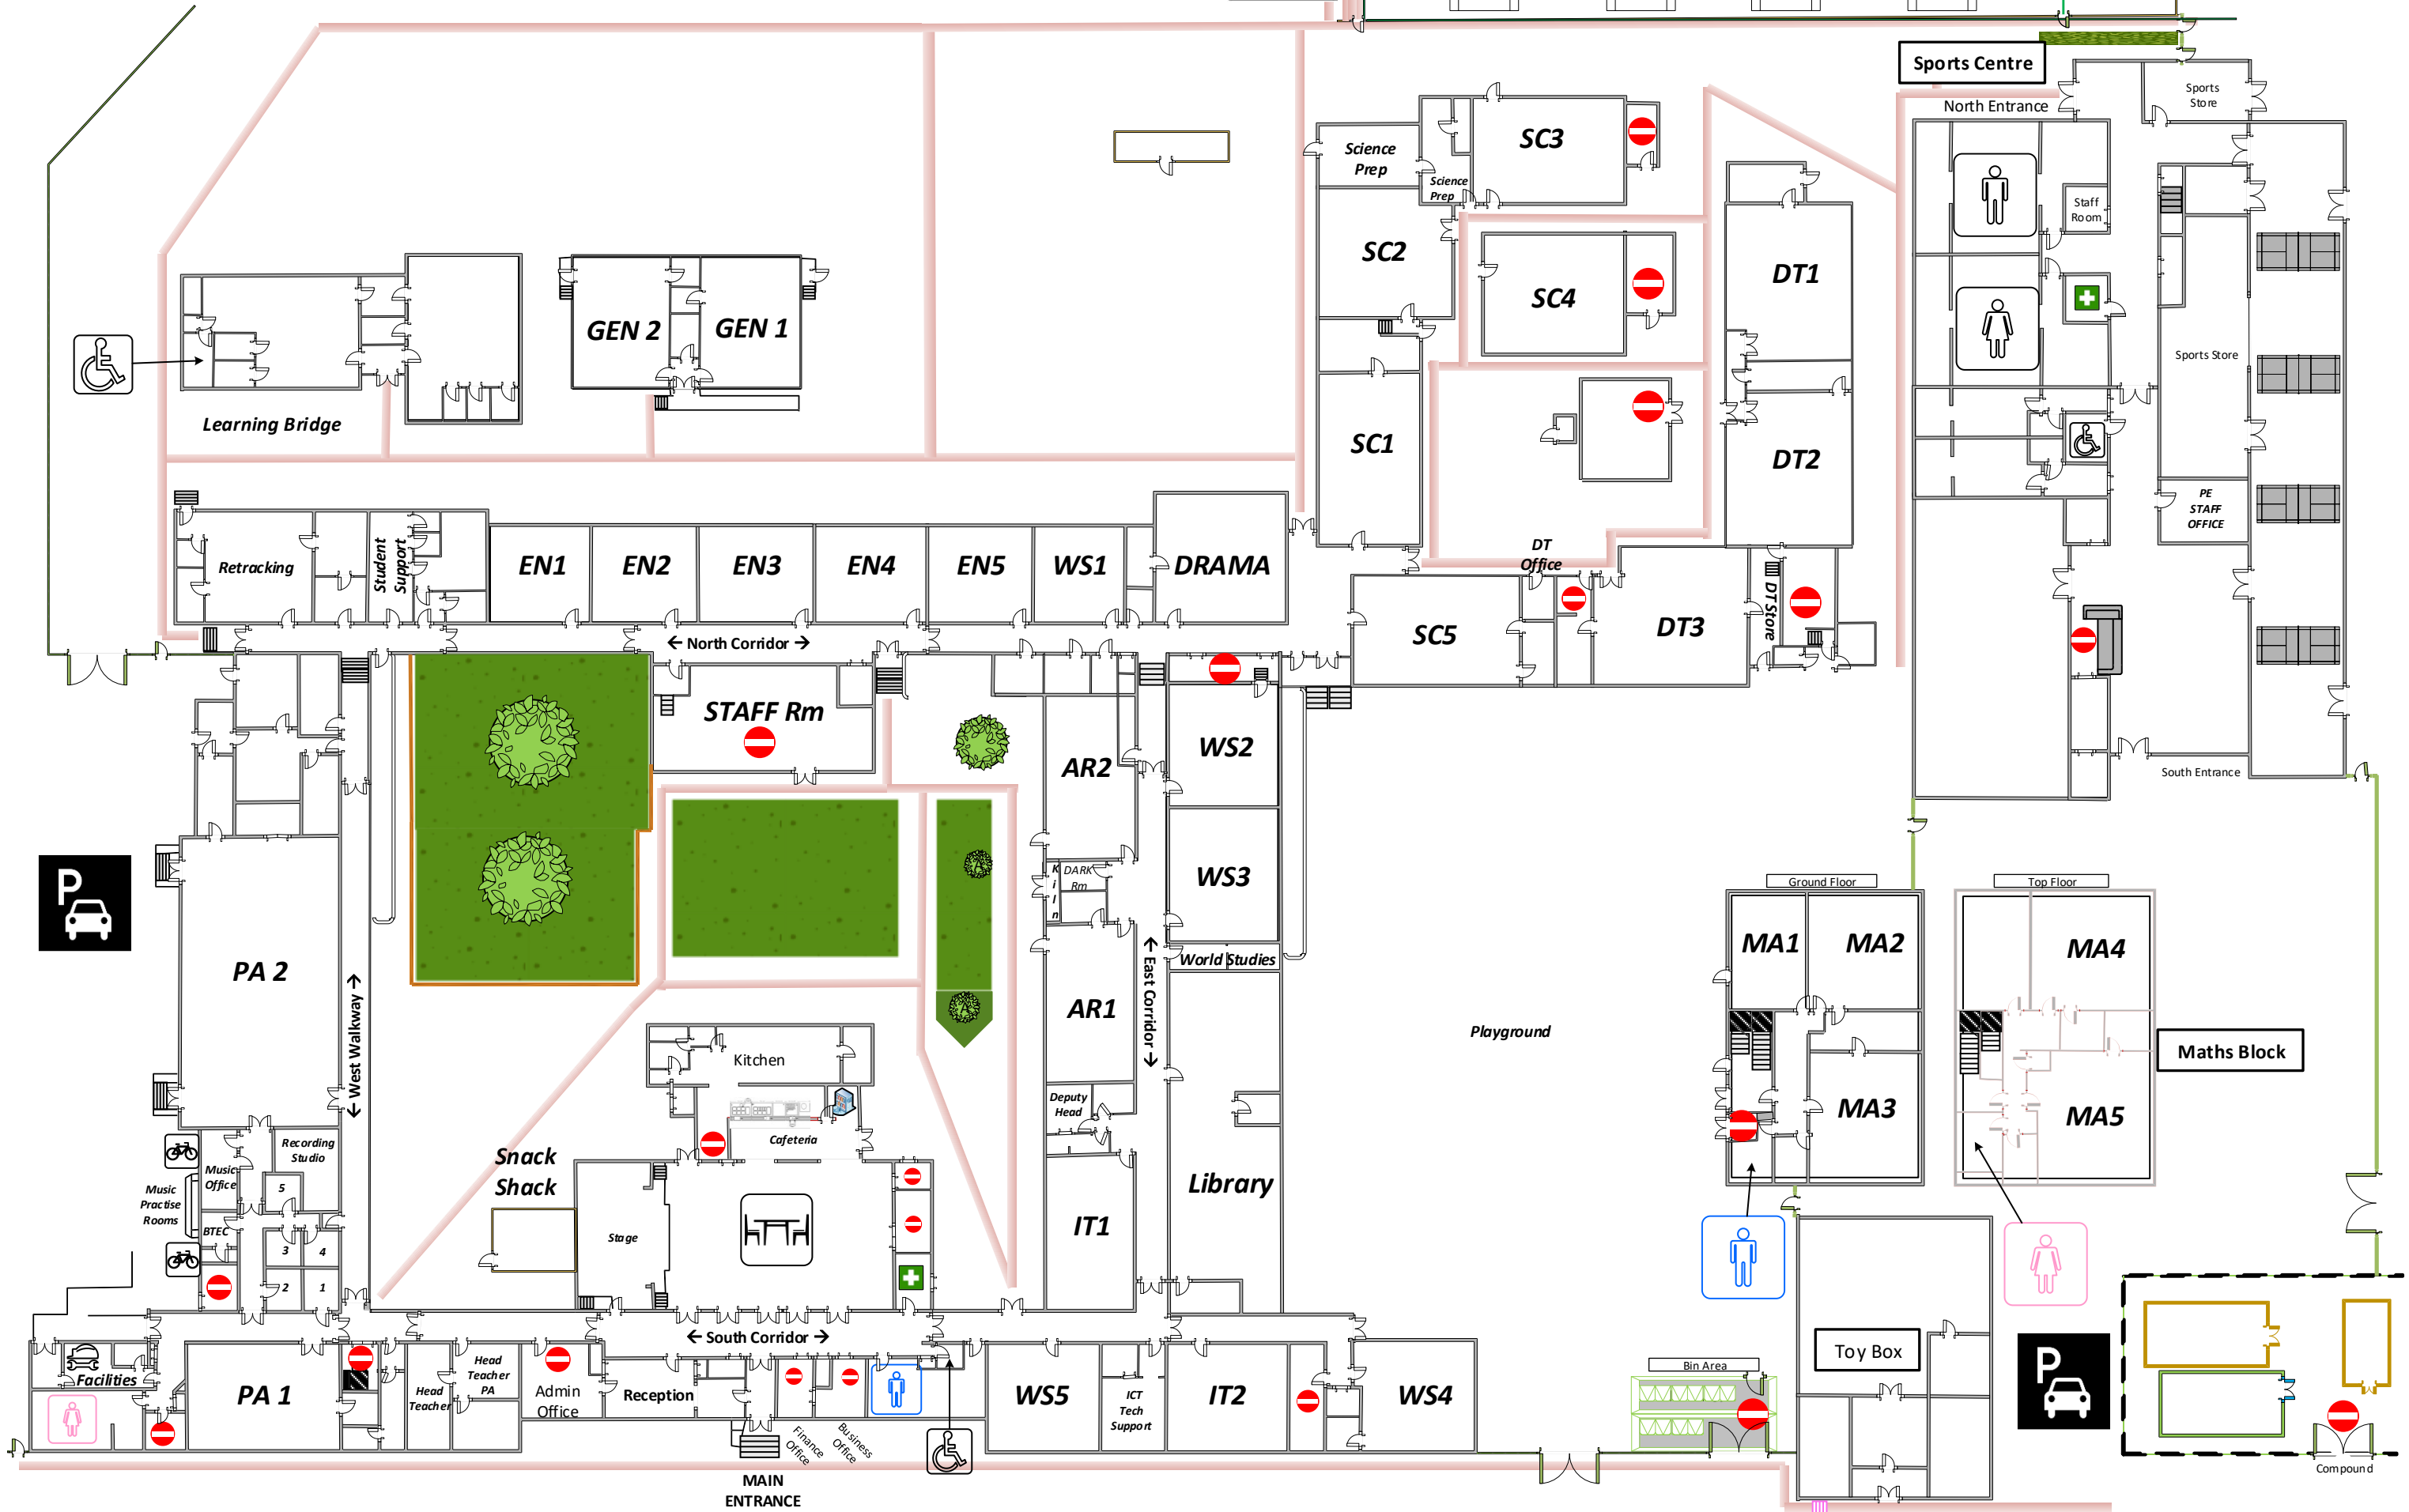 Sports Centre
North Entrance
Sports
Store
SC3
Science
Prep
Science
Prep
Staff
Room
SC2
SC4
DT1
GEN 2
GEN 1
Sports Store
Learning Bridge
SC1
DT2
PE
STAFF
OFFICE
Retracking
Student
Support
EN1
EN2
EN3
EN4
EN5
WS1
DRAMA
DT
Office
SC5
DT3
DT Store
← North Corridor →
STAFF Rm
AR2
WS2
South Entrance
Kiln
DARK
Rm
WS3
Ground Floor
Top Floor
P
PA 2
← West Walkway →
← East Corridor →
World Studies
MA1
MA2
MA4
AR1
Playground
Maths Block
Kitchen
Deputy
Head
MA3
MA5
Cafeteria
Recording
Studio
Music
Office
5
Music
Practise
Rooms
BTEC
3
4
2
1
Snack
Shack
Stage
IT1
Library
← South Corridor →
Facilities
PA 1
Head
Teacher
Head
Teacher
PA
Admin
Office
Reception
Finance
Office
Business
Office
WS5
ICT
Tech
Support
IT2
WS4
Bin Area
Toy Box
P
Compound
MAIN
ENTRANCE